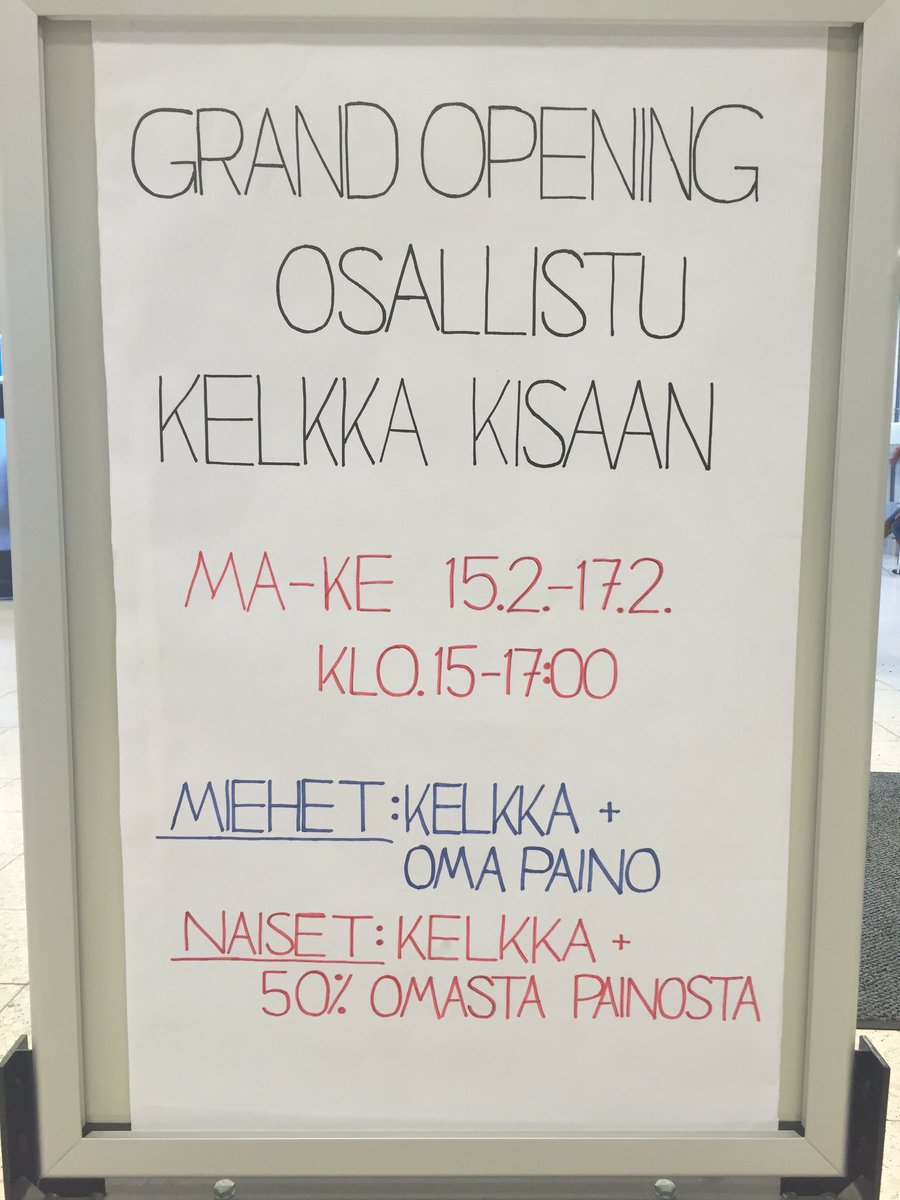 GRAND OPENING
OSALLISTU
KELKKA KISAAN
MA-KE 15.2.-17.2.
KLO.15-17:00
MIEHET: KELKKA +
OMA PAINO
NAISET: KELKKA +
50% OMASTA PAINOSTA